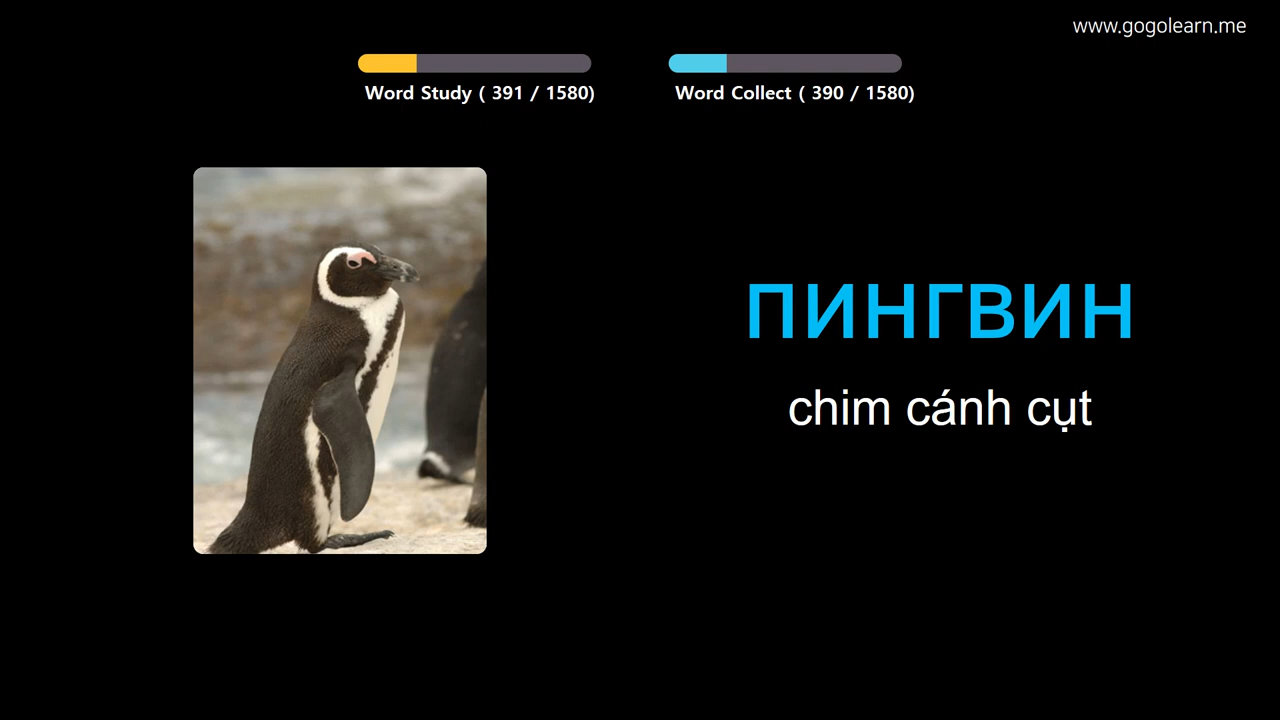 www.gogolearn.me
Word Study ( 391 / 1580)
Word Collect ( 390 / 1580)
пингвин
chim cánh cụt